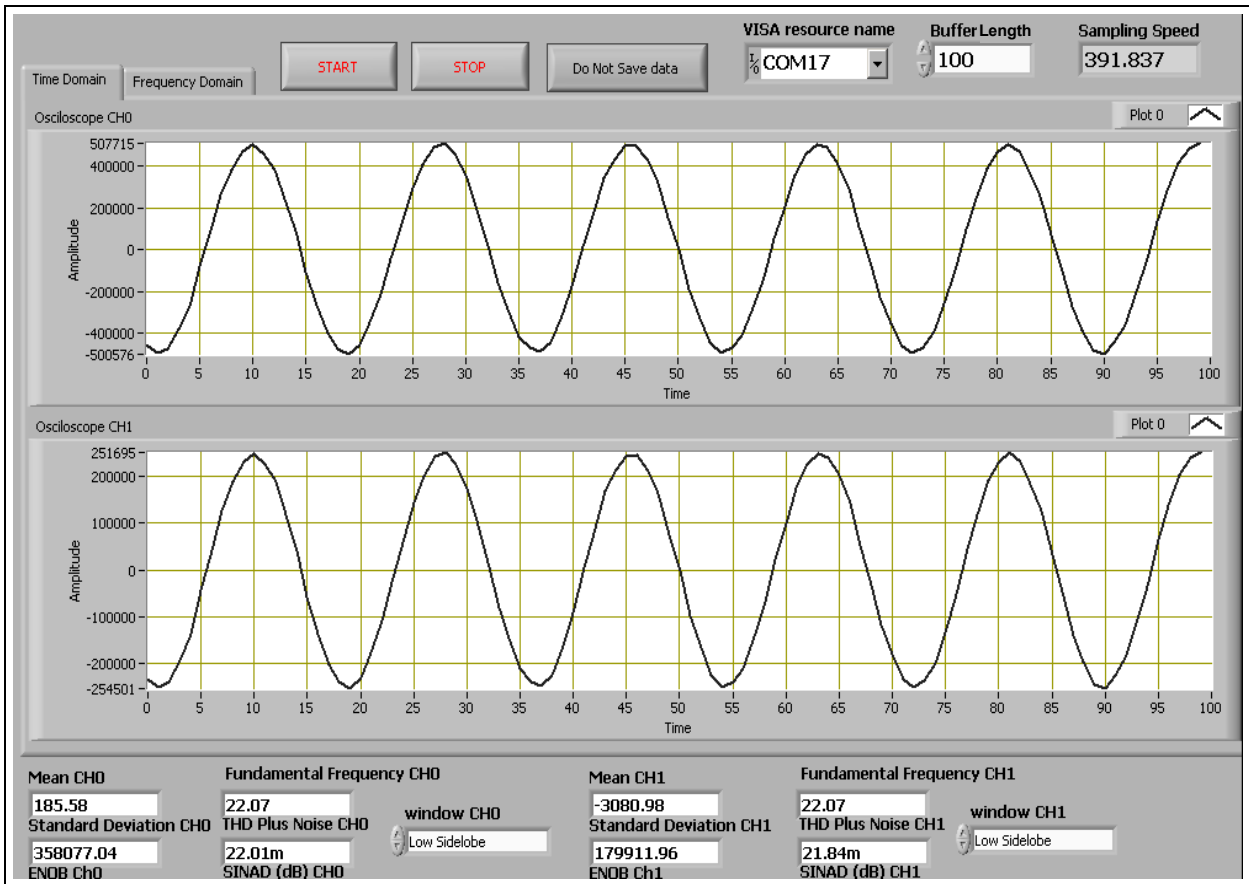 VISA resource name Buffer Length Sampling Speed
START STOP Do Not Save data I/O COM17 100 391.837
Time Domain Frequency Domain
Osciloscope CH0 Plot 0
Amplitude
507715
400000
200000
0
-200000
-400000
-500576
0 5 10 15 20 25 30 35 40 45 50 55 60 65 70 75 80 85 90 95 100
Time
Osciloscope CH1 Plot 0
Amplitude
251695
200000
100000
0
-100000
-200000
-254501
0 5 10 15 20 25 30 35 40 45 50 55 60 65 70 75 80 85 90 95 100
Time
Mean CH0 Fundamental Frequency CH0 Mean CH1 Fundamental Frequency CH1
185.58 22.07 window CH0 -3080.98 22.07 window CH1
Standard Deviation CH0 THD Plus Noise CH0 Low Sidelobe Standard Deviation CH1 THD Plus Noise CH1 Low Sidelobe
358077.04 22.01m 179911.96 21.84m
ENOB Ch0 SINAD (dB) CH0 ENOB Ch1 SINAD (dB) CH1